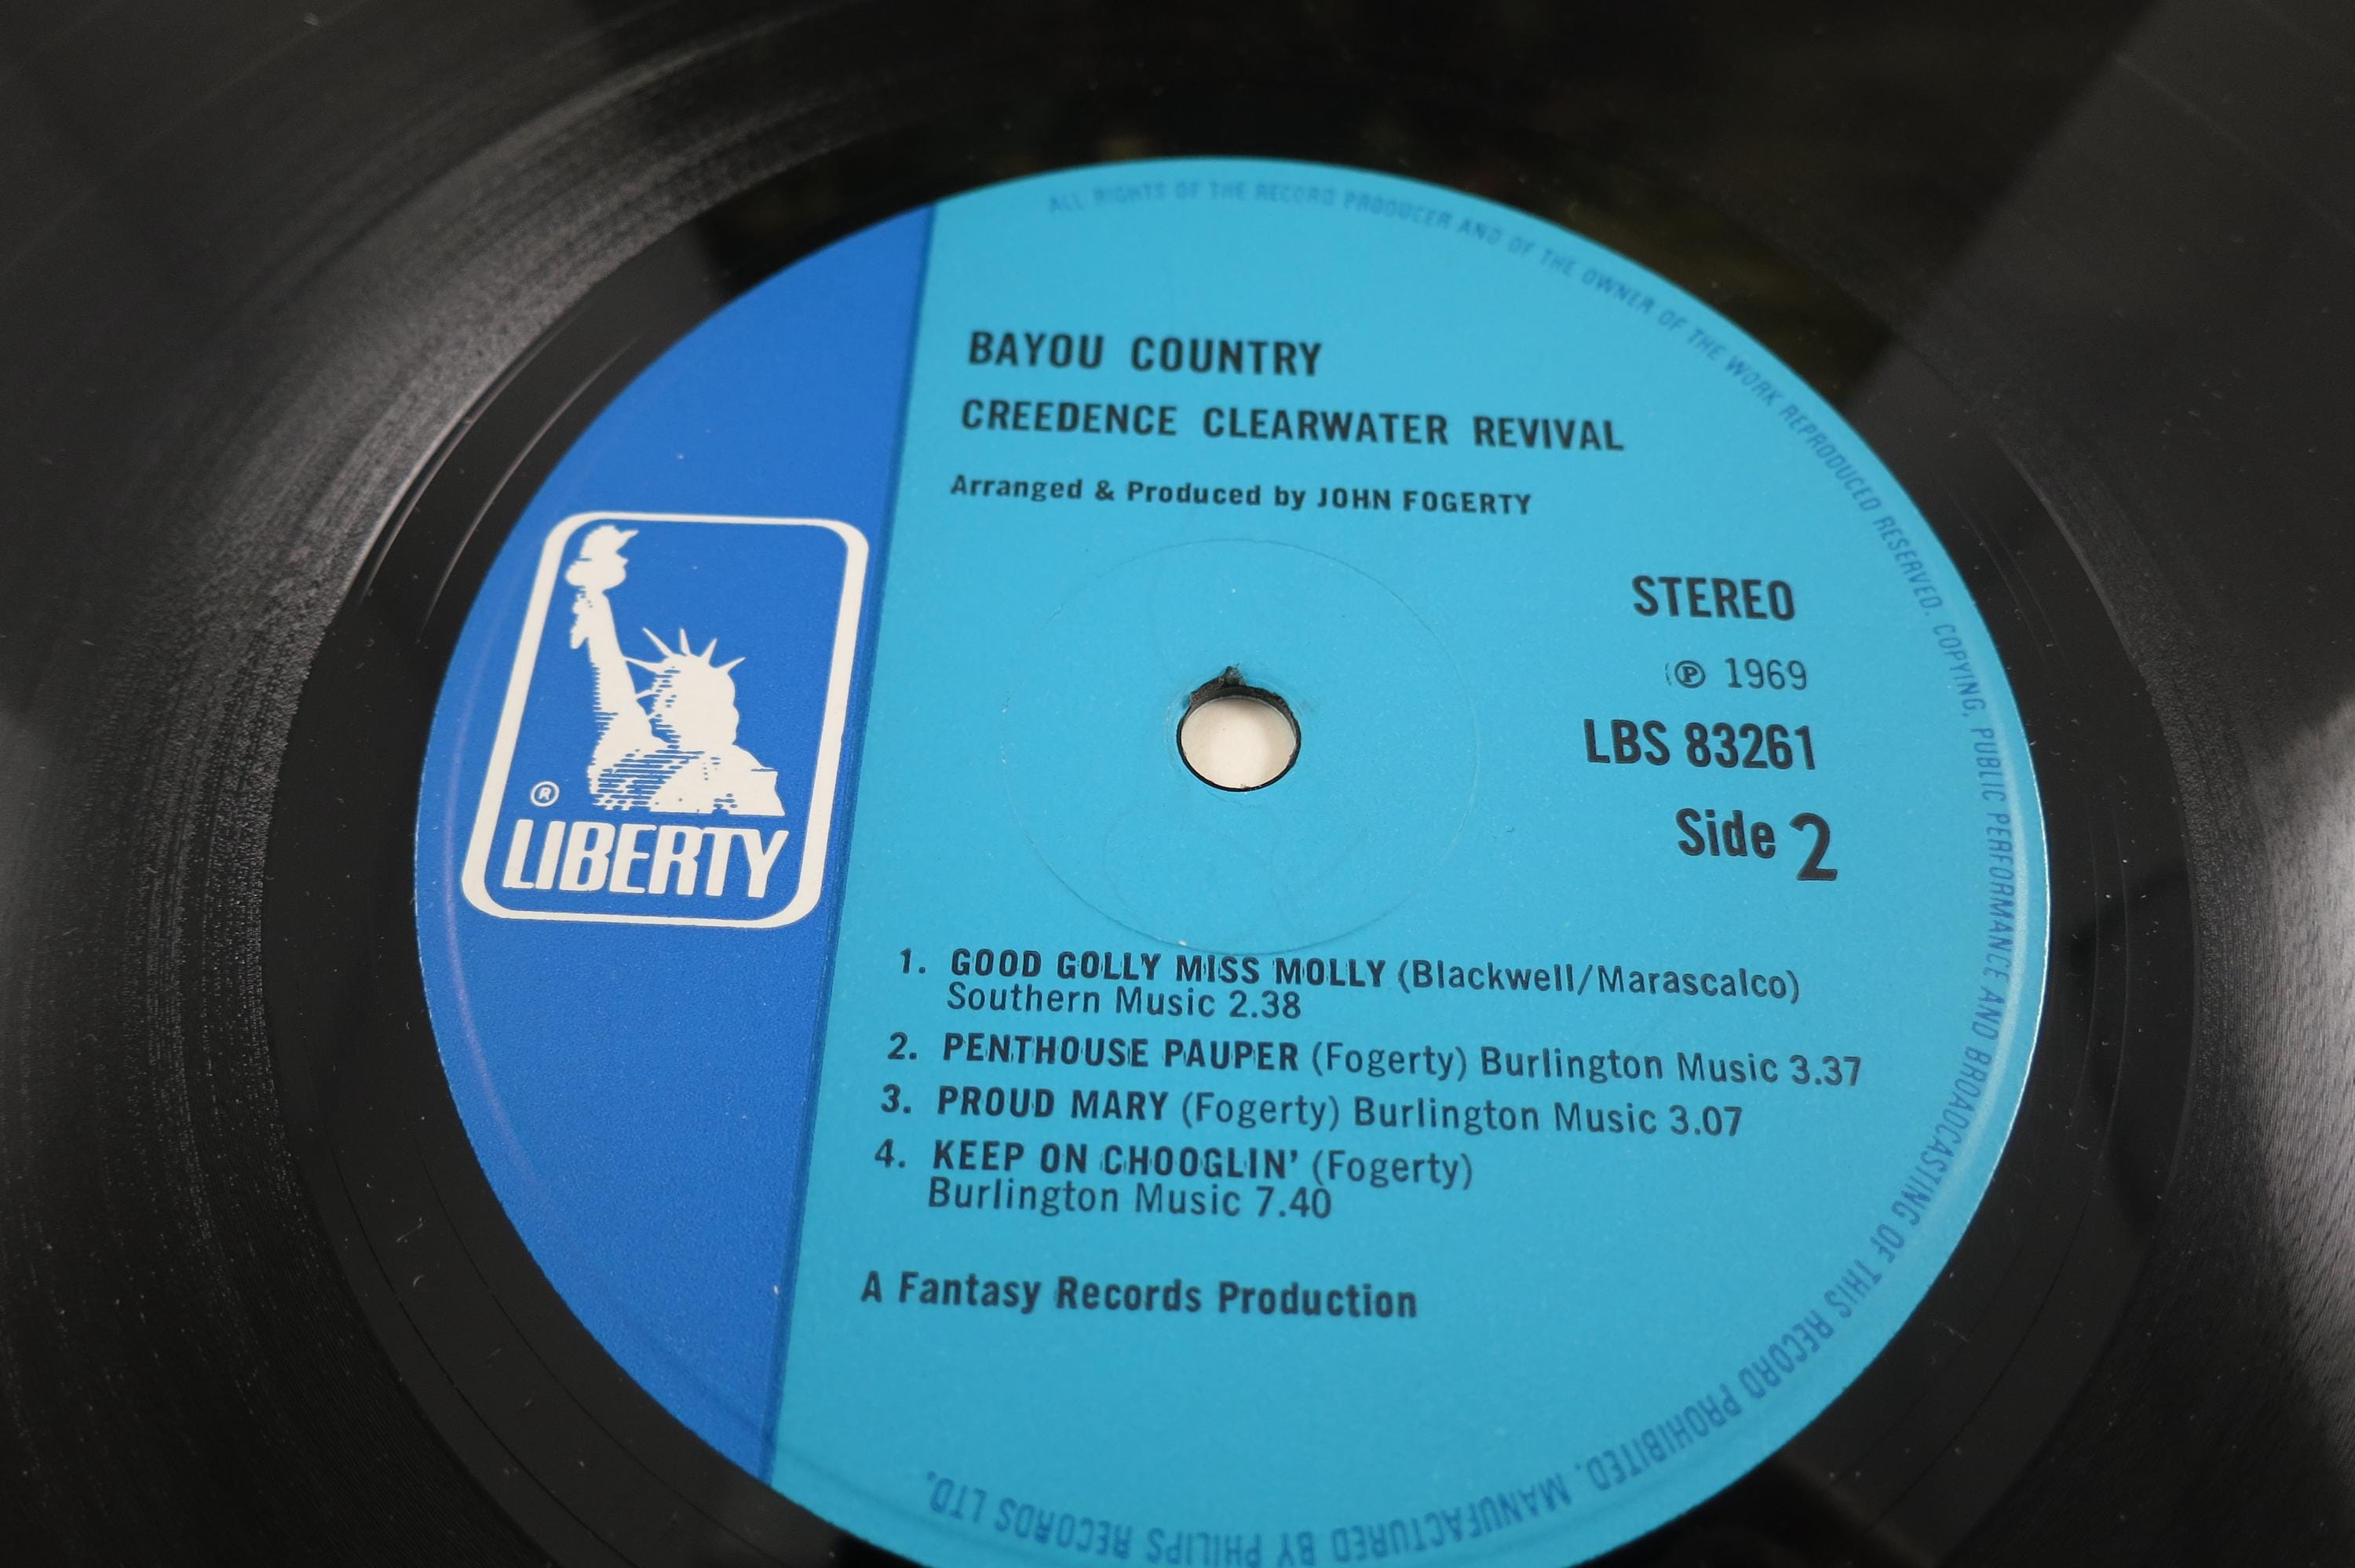 ALL RIGHTS OF THE RECORD PRODUCER AND OF THE OWNER OF THE WORK REPRODUCED RESERVED. COPYING, PUBLIC PERFORMANCE AND BROADCASTING OF THIS RECORD PROHIBITED. MANUFACTURED BY PHILIPS RECORDS LTD.
BAYOU COUNTRY
CREEDENCE CLEARWATER REVIVAL
Arranged & Produced by JOHN FOGERTY
STEREO
℗ 1969
LBS 83261
Side 2
®
LIBERTY
1. GOOD GOLLY MISS MOLLY (Blackwell/Marascalco)
Southern Music 2.38
2. PENTHOUSE PAUPER (Fogerty) Burlington Music 3.37
3. PROUD MARY (Fogerty) Burlington Music 3.07
4. KEEP ON CHOOGLIN’ (Fogerty)
Burlington Music 7.40
A Fantasy Records Production